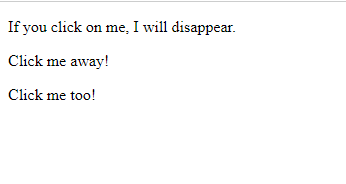 If you click on me, I will disappear.
Click me away!
Click me too!